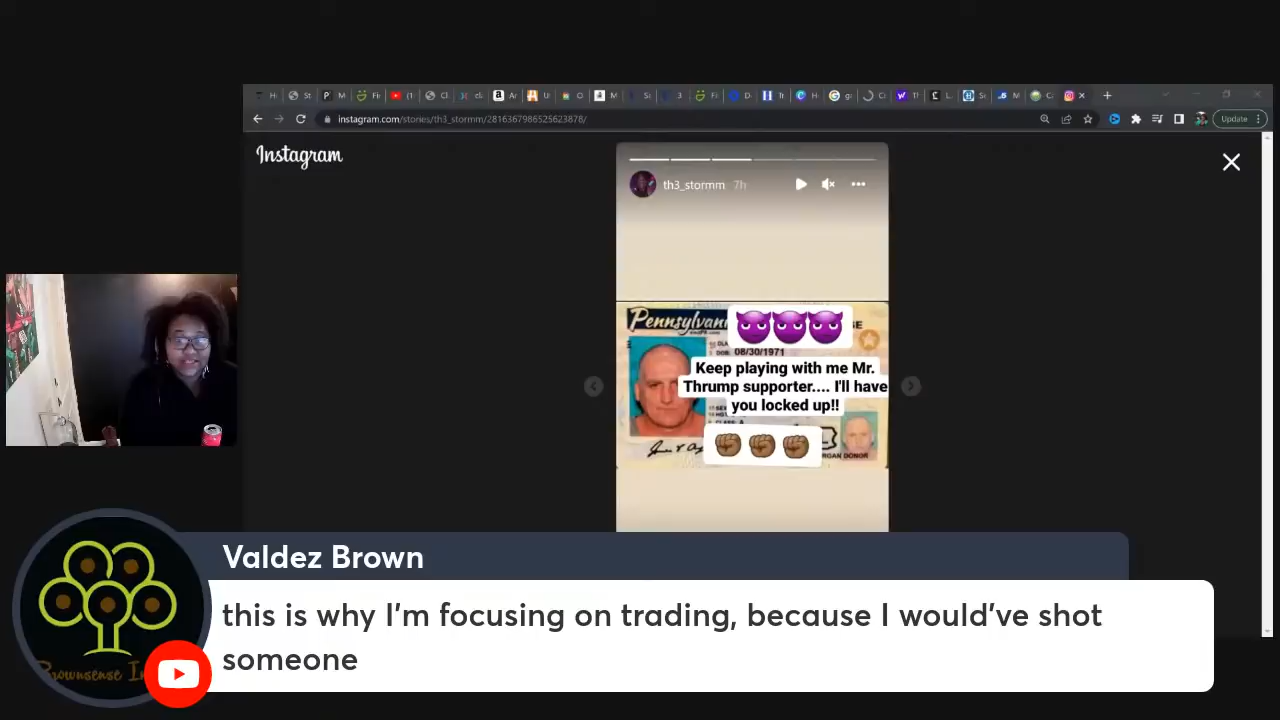 instagram.com/stories/th3_stormm/2816367986525623878/
Update
Instagram
th3_stormm 7h
Pennsylvan
DOB: 08/30/1971
Keep playing with me Mr.
Thrump supporter.... I'll have
you locked up!!
RGAN DONOR
Valdez Brown
this is why I'm focusing on trading, because I would've shot
someone